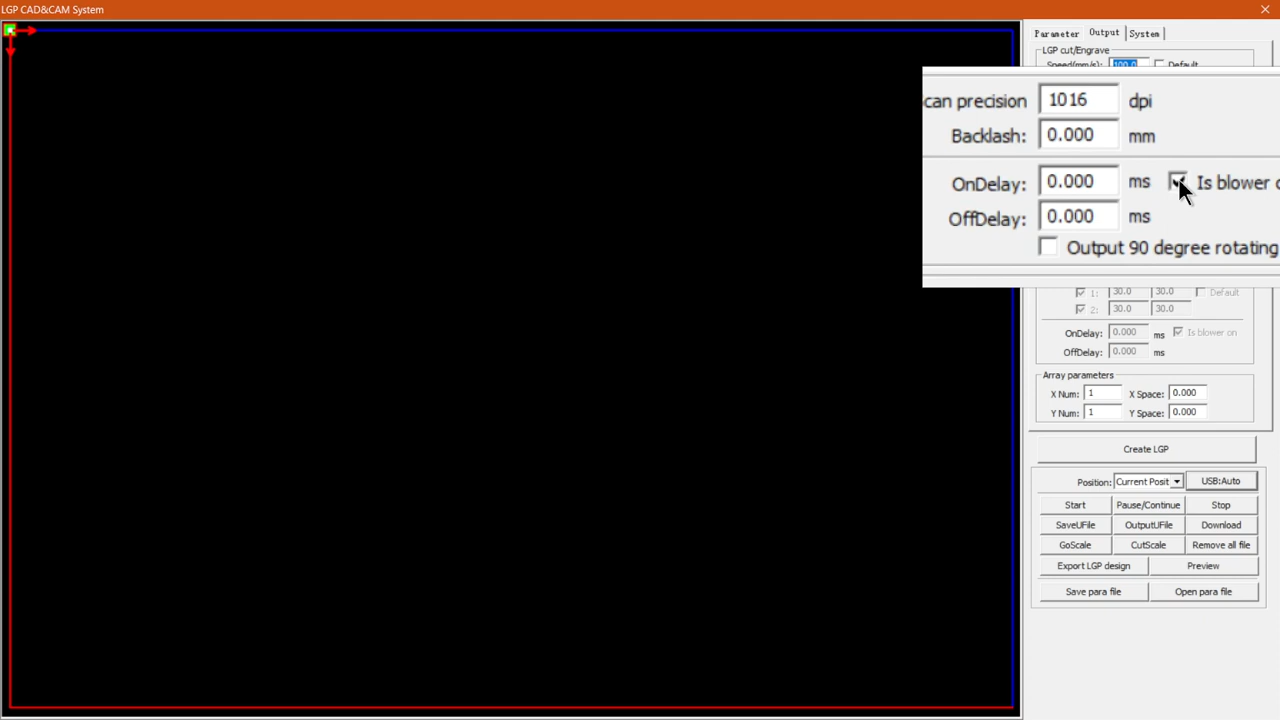 LGP CAD&CAM System
Parameter Output System
LGP cut/Engrave
Speed(mm/s): 100.0 Default
can precision 1016 dpi
Backlash: 0.000 mm
OnDelay: 0.000 ms Is blower
OffDelay: 0.000 ms
Output 90 degree rotating
1: 30.0 30.0 Default
2: 30.0 30.0
OnDelay: 0.000 ms Is blower on
OffDelay: 0.000 ms
Array parameters
X Num: 1 X Space: 0.000
Y Num: 1 Y Space: 0.000
Create LGP
Position: Current Posit USB:Auto
Start Pause/Continue Stop
SaveUFile OutputUFile Download
GoScale CutScale Remove all file
Export LGP design Preview
Save para file Open para file